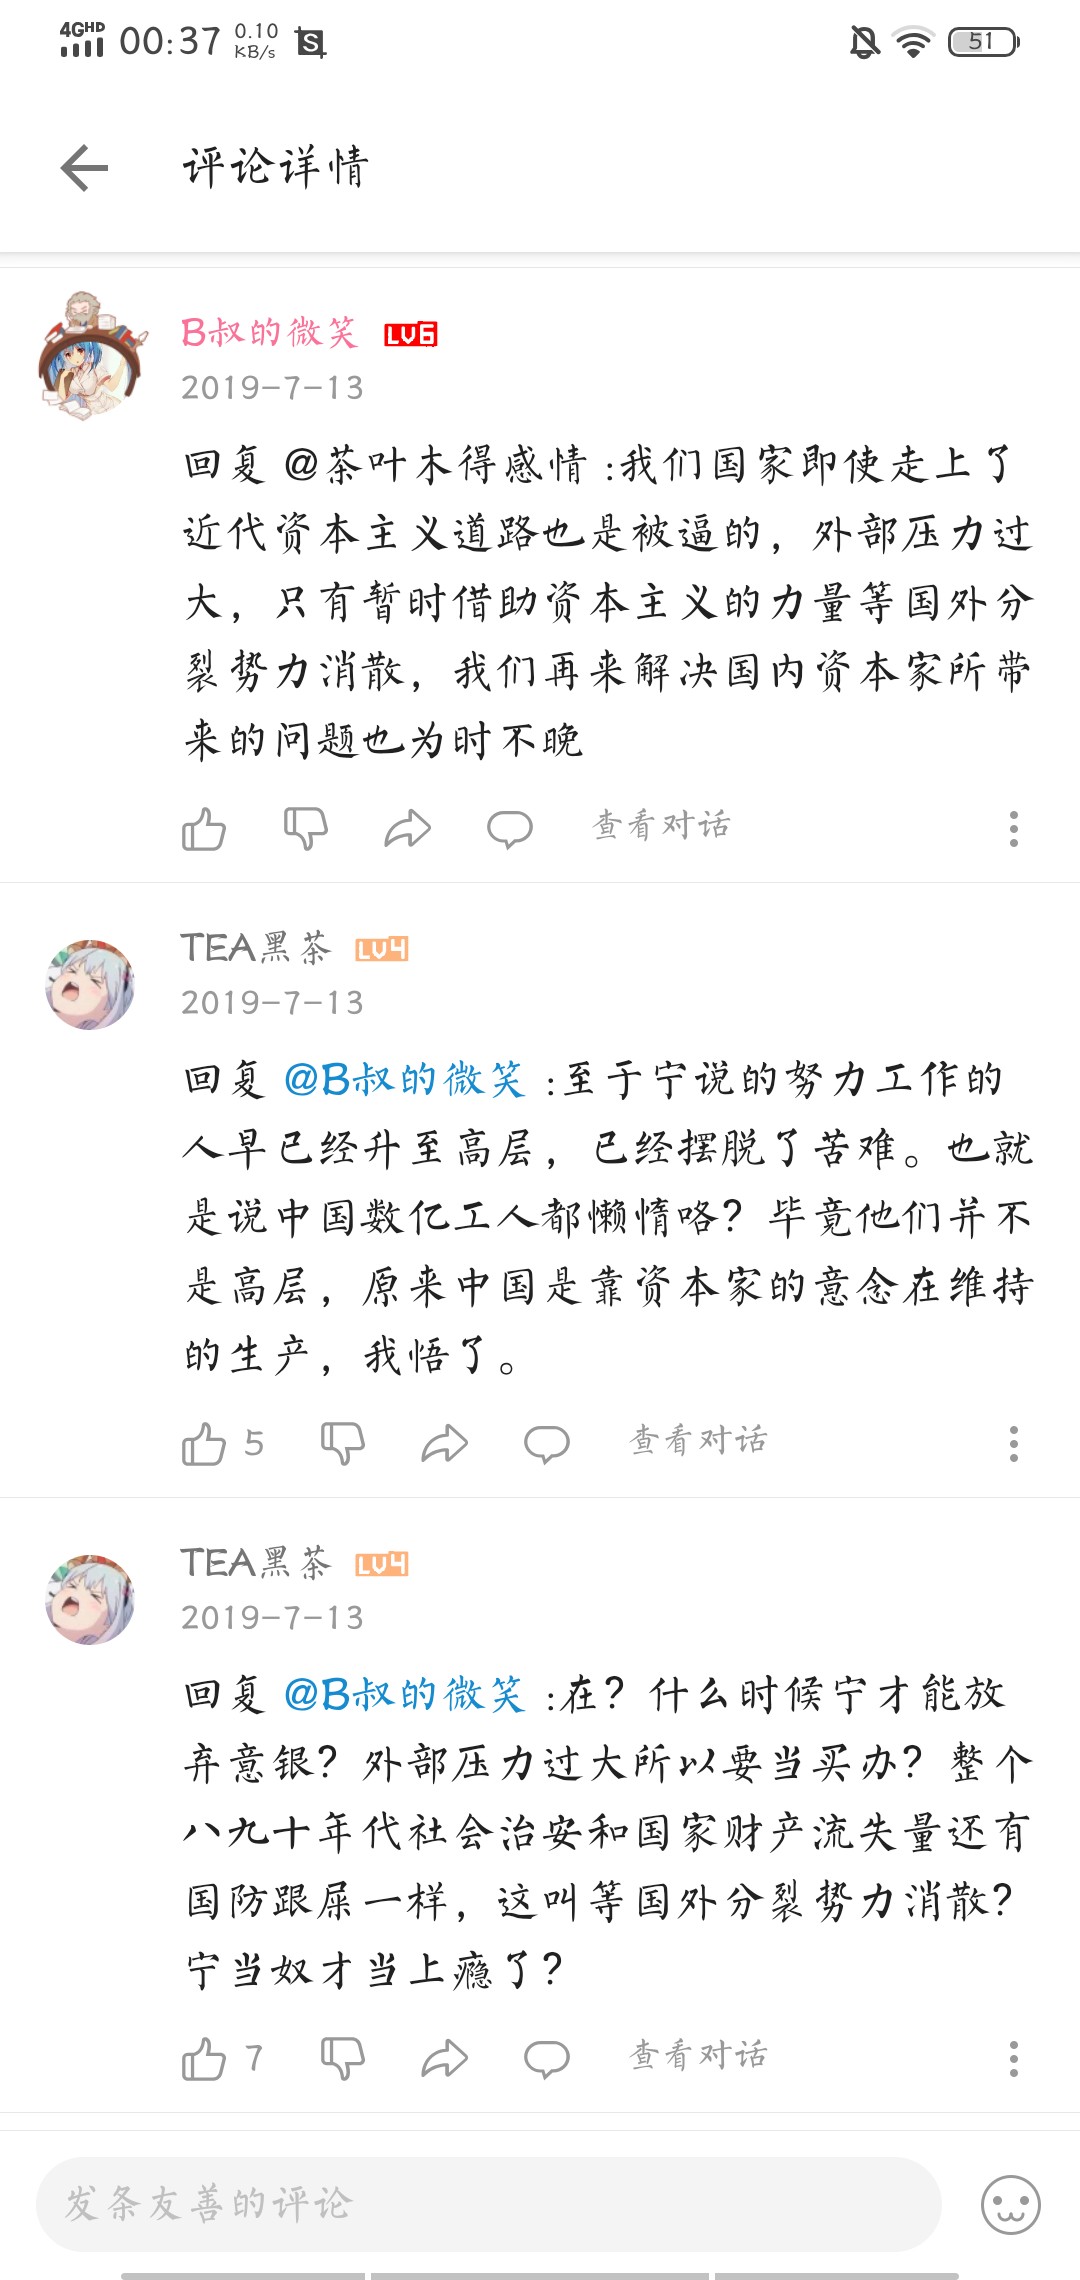 4GHD 00:37 0.10 KB/s S 51
评论详情
B叔的微笑 LV6
2019-7-13
回复 @茶叶木得感情 :我们国家即使走上了
近代资本主义道路也是被逼的，外部压力过
大，只有暂时借助资本主义的力量等国外分
裂势力消散，我们再来解决国内资本家所带
来的问题也为时不晚
查看对话
TEA黑茶 LV4
2019-7-13
回复 @B叔的微笑 :至于宁说的努力工作的
人早已经升至高层，已经摆脱了苦难。也就
是说中国数亿工人都懒惰咯？毕竟他们并不
是高层，原来中国是靠资本家的意念在维持
的生产，我悟了。
5 查看对话
TEA黑茶 LV4
2019-7-13
回复 @B叔的微笑 :在？什么时候宁才能放
弃意银？外部压力过大所以要当买办？整个
八九十年代社会治安和国家财产流失量还有
国防跟屎一样，这叫等国外分裂势力消散？
宁当奴才当上瘾了？
7 查看对话
发条友善的评论